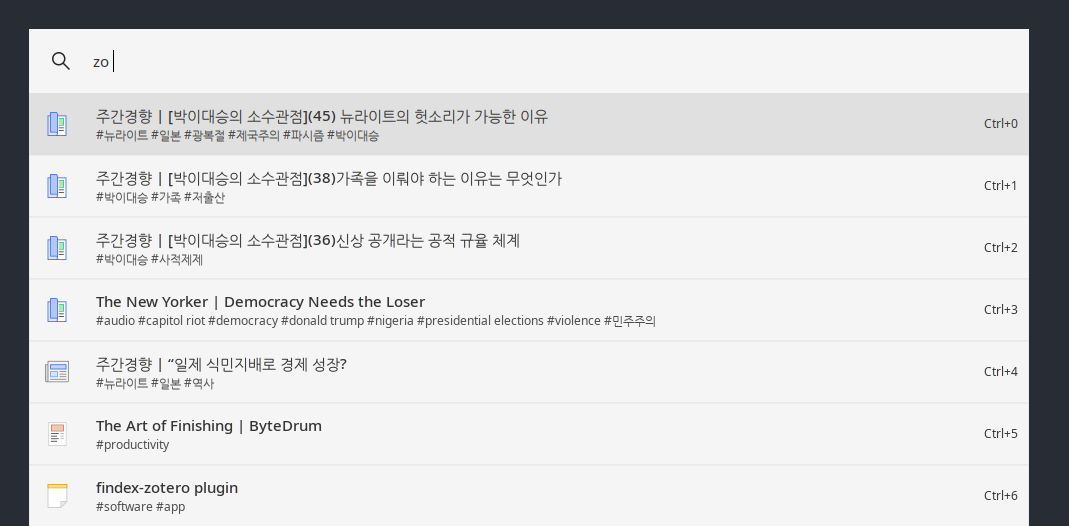 zo
주간경향 | [박이대승의 소수관점](45) 뉴라이트의 헛소리가 가능한 이유
Ctrl+0
#뉴라이트 #일본 #광복절 #제국주의 #파시즘 #박이대승
주간경향 | [박이대승의 소수관점](38)가족을 이뤄야 하는 이유는 무엇인가
Ctrl+1
#박이대승 #가족 #저출산
주간경향 | [박이대승의 소수관점](36)신상 공개라는 공적 규율 체계
Ctrl+2
#박이대승 #사적제제
The New Yorker | Democracy Needs the Loser
Ctrl+3
#audio #capitol riot #democracy #donald trump #nigeria #presidential elections #violence #민주주의
주간경향 | “일제 식민지배로 경제 성장?
Ctrl+4
#뉴라이트 #일본 #역사
The Art of Finishing | ByteDrum
Ctrl+5
#productivity
findex-zotero plugin
Ctrl+6
#software #app